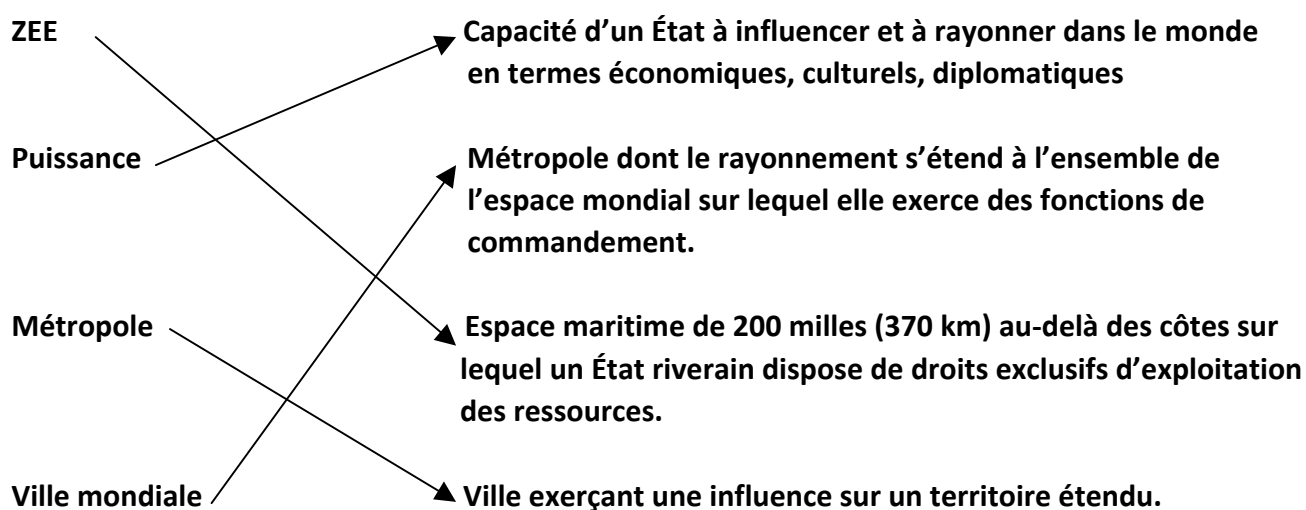 ZEE
Capacité d’un État à influencer et à rayonner dans le monde
en termes économiques, culturels, diplomatiques
Puissance
Métropole dont le rayonnement s’étend à l’ensemble de
l’espace mondial sur lequel elle exerce des fonctions de
commandement.
Métropole
Espace maritime de 200 milles (370 km) au-delà des côtes sur
lequel un État riverain dispose de droits exclusifs d’exploitation
des ressources.
Ville mondiale
Ville exerçant une influence sur un territoire étendu.